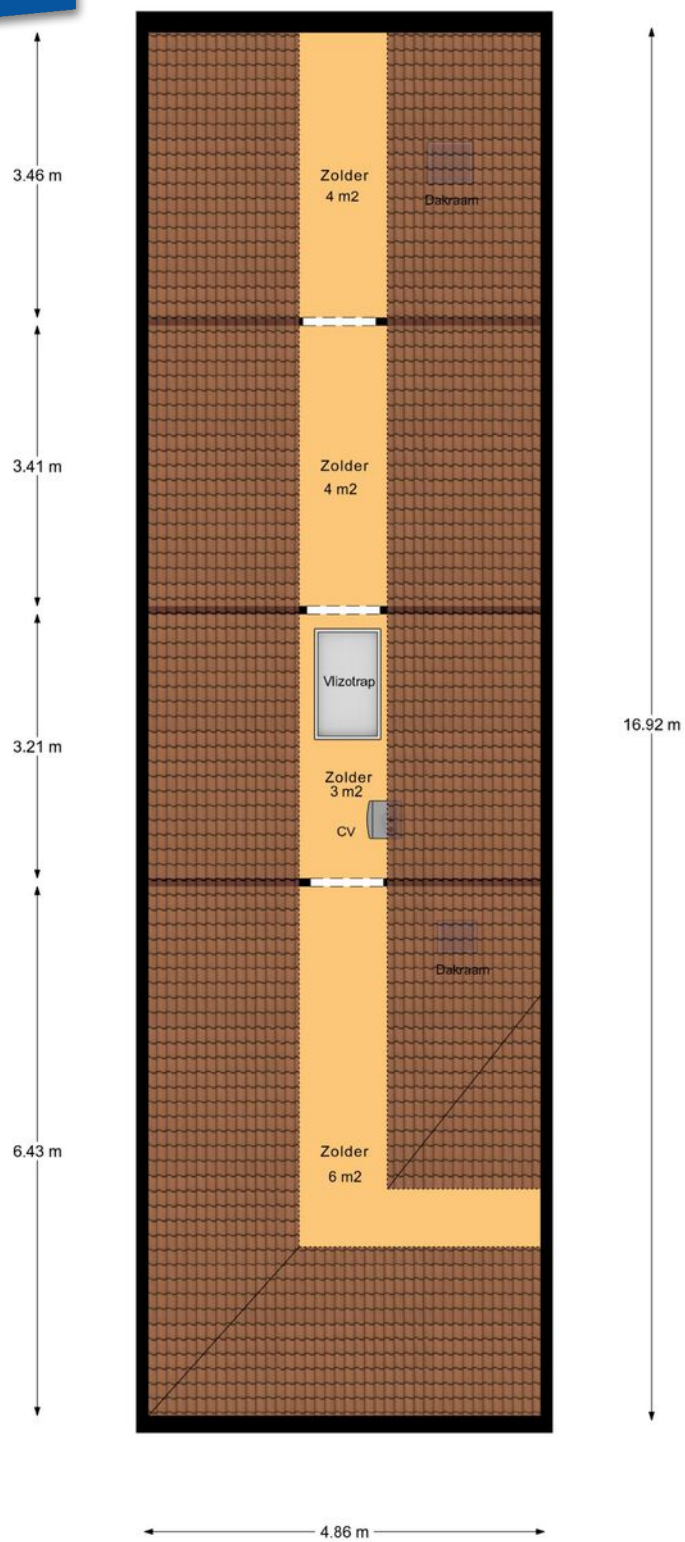 3.46 m
Zolder
4 m2
Dakraam
3.41 m
Zolder
4 m2
Vlizotrap
16.92 m
3.21 m
Zolder
3 m2
CV
Dakraam
6.43 m
Zolder
6 m2
4.86 m